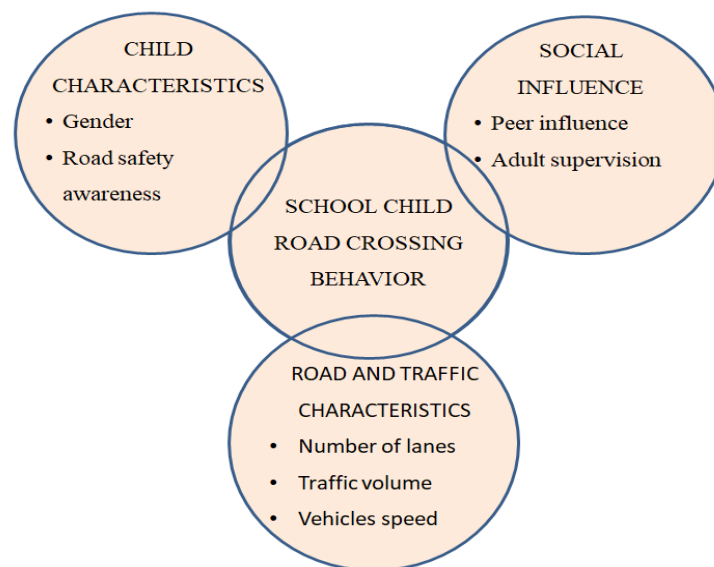 CHILD
CHARACTERISTICS
• Gender
• Road safety
awareness
SOCIAL
INFLUENCE
• Peer influence
• Adult supervision
SCHOOL CHILD
ROAD CROSSING
BEHAVIOR
ROAD AND TRAFFIC
CHARACTERISTICS
• Number of lanes
• Traffic volume
• Vehicles speed